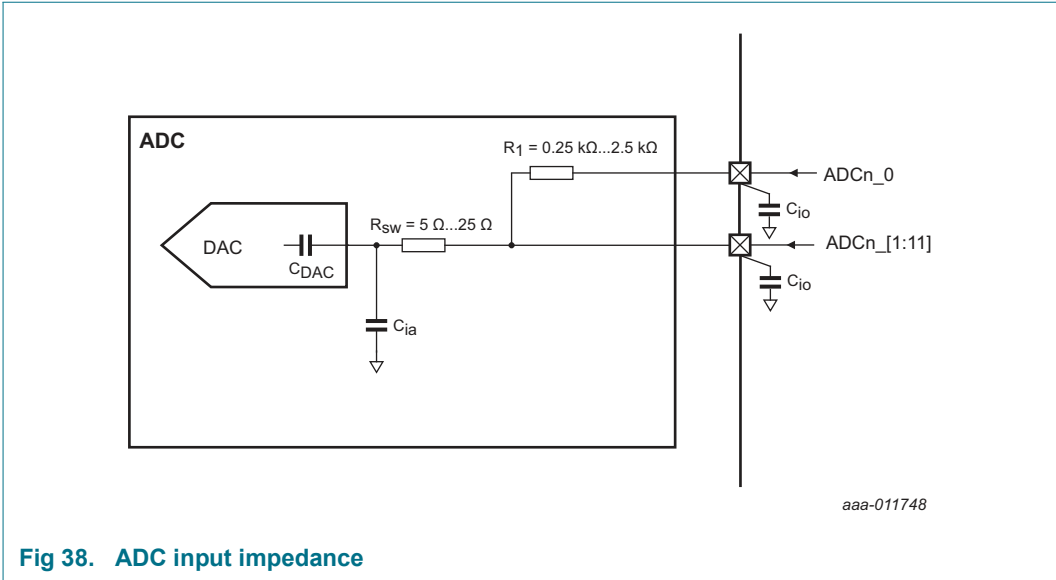 ADC
R1 = 0.25 kΩ...2.5 kΩ
ADCn_0
Cio
Rsw = 5 Ω...25 Ω
DAC
CDAC
ADCn_[1:11]
Cio
Cia
aaa-011748
Fig 38. ADC input impedance